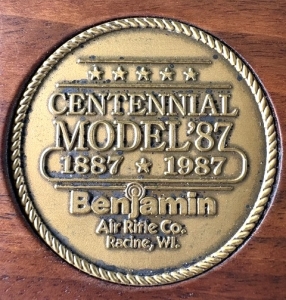 CENTENNIAL
MODEL '87
1887 ★ 1987
Benjamin
Air Rifle Co.
Racine, WI.